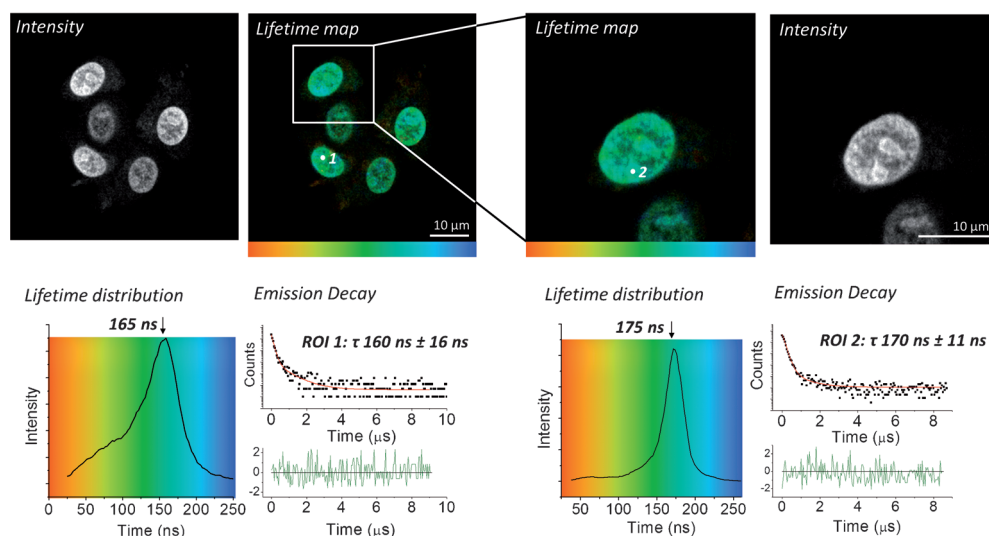 Intensity
Lifetime map
Lifetime map
Intensity
1
2
10 µm
10 µm
Lifetime distribution
165 ns
Intensity
0 50 100 150 200 250
Time (ns)
Emission Decay
ROI 1: τ 160 ns ± 16 ns
Counts
0 2 4 6 8 10
Time (µs)
2
0
-2
0 2 4 6 8 10
Time (µs)
Lifetime distribution
175 ns
Intensity
50 100 150 200 250
Time (ns)
Emission Decay
ROI 2: τ 170 ns ± 11 ns
Counts
0 2 4 6 8
Time (µs)
2
0
-2
0 2 4 6 8
Time (µs)